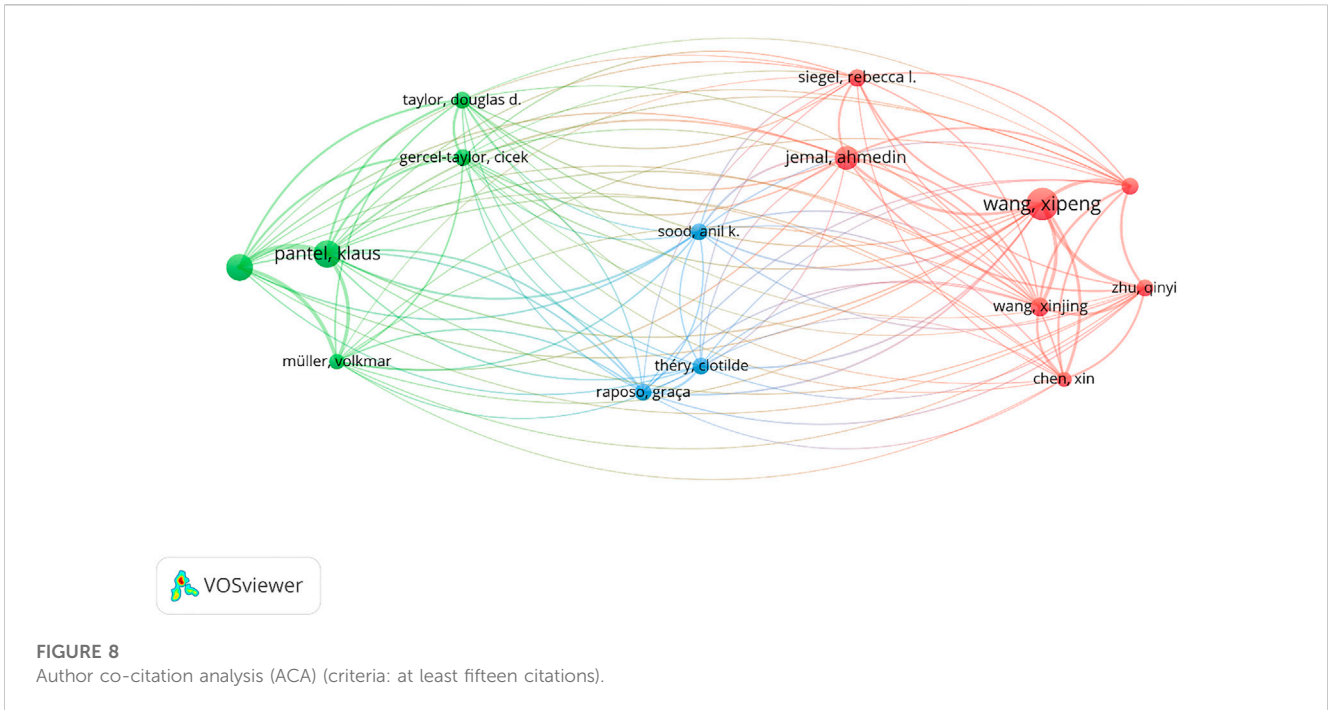 siegel, rebecca l.
taylor, douglas d.
gercel-taylor, cicek
jemal, ahmedin
wang, xipeng
sood, anil k.
pantel, klaus
zhu, qinyi
wang, xinjing
müller, volkmar
théry, clotilde
chen, xin
raposo, graça
VOSviewer
FIGURE 8
Author co-citation analysis (ACA) (criteria: at least fifteen citations).